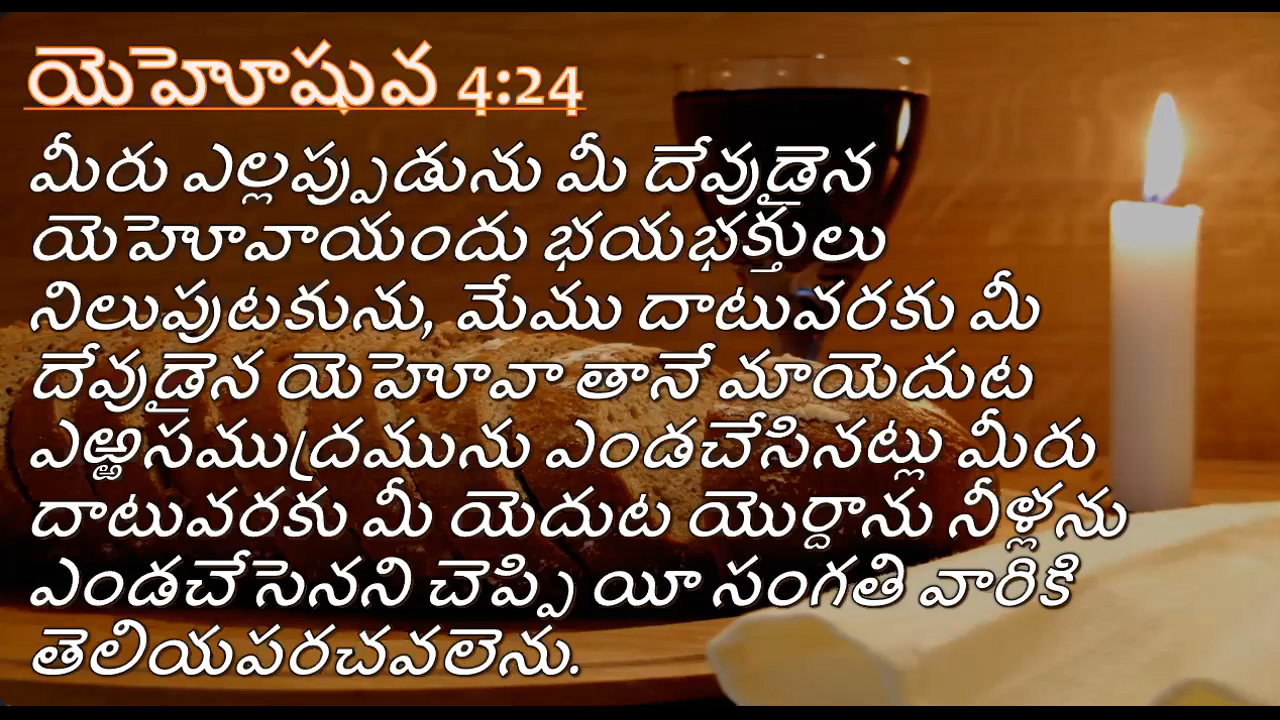 యెహోషువ 4:24
మీరు ఎల్లప్పుడును మీ దేవుడైన
యెహోవాయందు భయభక్తులు
నిలుపుటకును, మేము దాటువరకు మీ
దేవుడైన యెహోవా తానే మాయెదుట
ఎఱ్ఱసముద్రమును ఎండచేసినట్లు మీరు
దాటువరకు మీ యెదుట యొర్దాను నీళ్లను
ఎండచేసెనని చెప్పి యీ సంగతి వారికి
తెలియపరచవలెను.